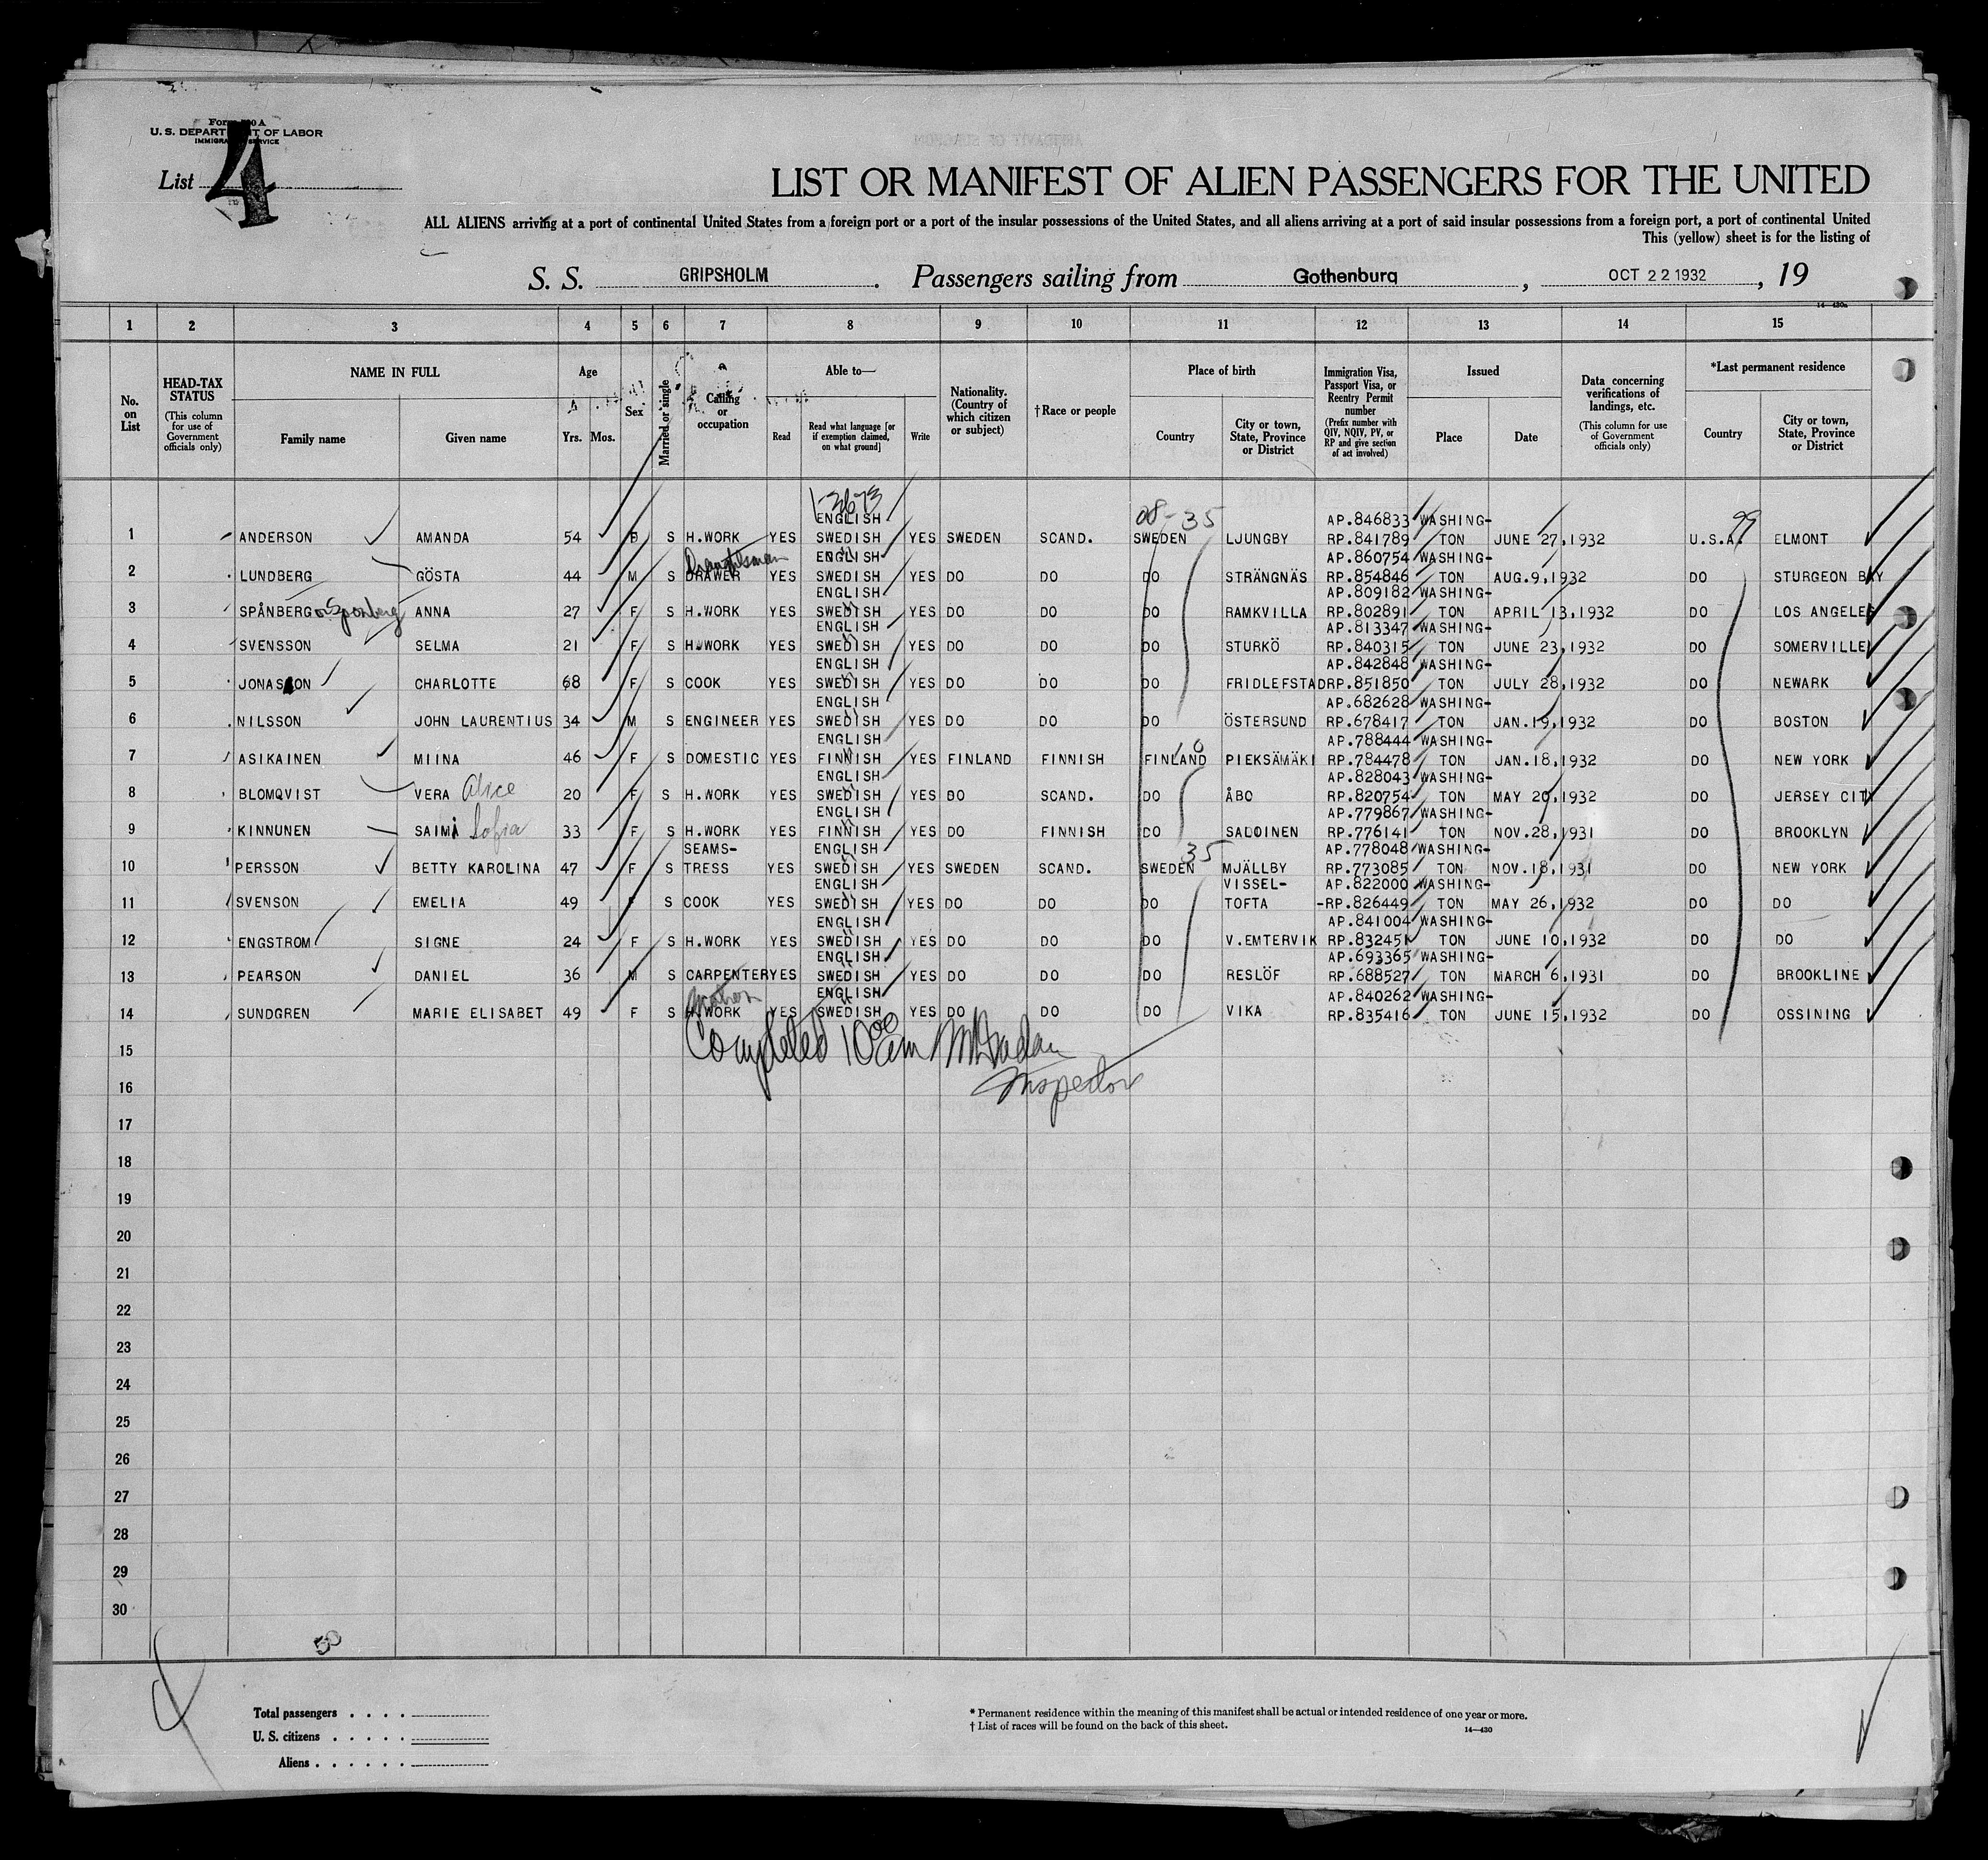 Form 500 A
U. S. DEPARTMENT OF LABOR
IMMIGRATION SERVICE
List 4
LIST OR MANIFEST OF ALIEN PASSENGERS FOR THE UNITED
ALL ALIENS arriving at a port of continental United States from a foreign port or a port of the insular possessions of the United States, and all aliens arriving at a port of said insular possessions from a foreign port, a port of continental United
This (yellow) sheet is for the listing of
S. S. GRIPSHOLM . Passengers sailing from Gothenburg , OCT 22 1932 , 19
14—430a
1 2 3 4 5 6 7 8 9 10 11 12 13 14 15
No. on List
HEAD-TAX STATUS (This column for use of Government officials only)
NAME IN FULL Family name Given name
Age Yrs. Mos.
Sex
Married or single
Calling or occupation
Able to— Read Read what language [or if exemption claimed, on what ground] Write
Nationality. (Country of which citizen or subject)
†Race or people
Place of birth Country City or town, State, Province or District
Immigration Visa, Passport Visa, or Reentry Permit number (Prefix number with QIV, NQIV, PV, or RP and give section of act involved)
Issued Place Date
Data concerning verifications of landings, etc. (This column for use of Government officials only)
*Last permanent residence Country City or town, State, Province or District
1-26-73 08-35 99
ENGLISH AP.846833 WASHING-
1 ANDERSON AMANDA 54 F S H.WORK YES SWEDISH YES SWEDEN SCAND. SWEDEN LJUNGBY RP.841789 TON JUNE 27,1932 U.S.A. ELMONT
Draughtsman ENGLISH AP.860754 WASHING-
2 LUNDBERG GÖSTA 44 M S DRAWER YES SWEDISH YES DO DO DO STRÄNGNÄS RP.854846 TON AUG.9,1932 DO STURGEON BAY
ENGLISH AP.809182 WASHING-
3 SPÅNBERG or Sponberg ANNA 27 F S H.WORK YES SWEDISH YES DO DO DO RAMKVILLA RP.802891 TON APRIL 13,1932 DO LOS ANGELES
ENGLISH AP.813347 WASHING-
4 SVENSSON SELMA 21 F S H.WORK YES SWEDISH YES DO DO DO STURKÖ RP.840315 TON JUNE 23,1932 DO SOMERVILLE
ENGLISH AP.842848 WASHING-
5 JONASSON CHARLOTTE 68 F S COOK YES SWEDISH YES DO DO DO FRIDLEFSTAD RP.851850 TON JULY 28,1932 DO NEWARK
ENGLISH AP.682628 WASHING-
6 NILSSON JOHN LAURENTIUS 34 M S ENGINEER YES SWEDISH YES DO DO DO ÖSTERSUND RP.678417 TON JAN.19,1932 DO BOSTON
ENGLISH AP.788444 WASHING-
7 ASIKAINEN MIINA 46 F S DOMESTIC YES FINNISH YES FINLAND FINNISH FINLAND PIEKSÄMÄKI RP.784478 TON JAN.18,1932 DO NEW YORK
ENGLISH AP.828043 WASHING-
8 BLOMQVIST VERA Alice 20 F S H.WORK YES SWEDISH YES DO SCAND. DO ÅBO RP.820754 TON MAY 20,1932 DO JERSEY CITY
ENGLISH AP.779867 WASHING-
9 KINNUNEN SAIMI Sofia 33 F S H.WORK YES FINNISH YES DO FINNISH DO SALOINEN RP.776141 TON NOV.28,1931 DO BROOKLYN
SEAMS- ENGLISH 35 AP.778048 WASHING-
10 PERSSON BETTY KAROLINA 47 F S TRESS YES SWEDISH YES SWEDEN SCAND. SWEDEN MJÄLLBY RP.773085 TON NOV.18,1931 DO NEW YORK
ENGLISH VISSEL- AP.822000 WASHING-
11 SVENSON EMELIA 49 F S COOK YES SWEDISH YES DO DO DO TOFTA -RP.826449 TON MAY 26,1932 DO DO
ENGLISH AP.841004 WASHING-
12 ENGSTROM SIGNE 24 F S H.WORK YES SWEDISH YES DO DO DO V.EMTERVIK RP.832451 TON JUNE 10,1932 DO DO
ENGLISH AP.693365 WASHING-
13 PEARSON DANIEL 36 M S CARPENTER YES SWEDISH YES DO DO DO RESLÖF RP.688527 TON MARCH 6,1931 DO BROOKLINE
Matron ENGLISH AP.840262 WASHING-
14 SUNDGREN MARIE ELISABET 49 F S H.WORK YES SWEDISH YES DO DO DO VIKA RP.835416 TON JUNE 15,1932 DO OSSINING
Completed 10 00 am
15
Inspector
16
17
18
19
20
21
22
23
24
25
26
27
28
29
30
50
Total passengers . . . .
U. S. citizens . . . . .
Aliens . . . . . .
* Permanent residence within the meaning of this manifest shall be actual or intended residence of one year or more.
† List of races will be found on the back of this sheet.
14—430